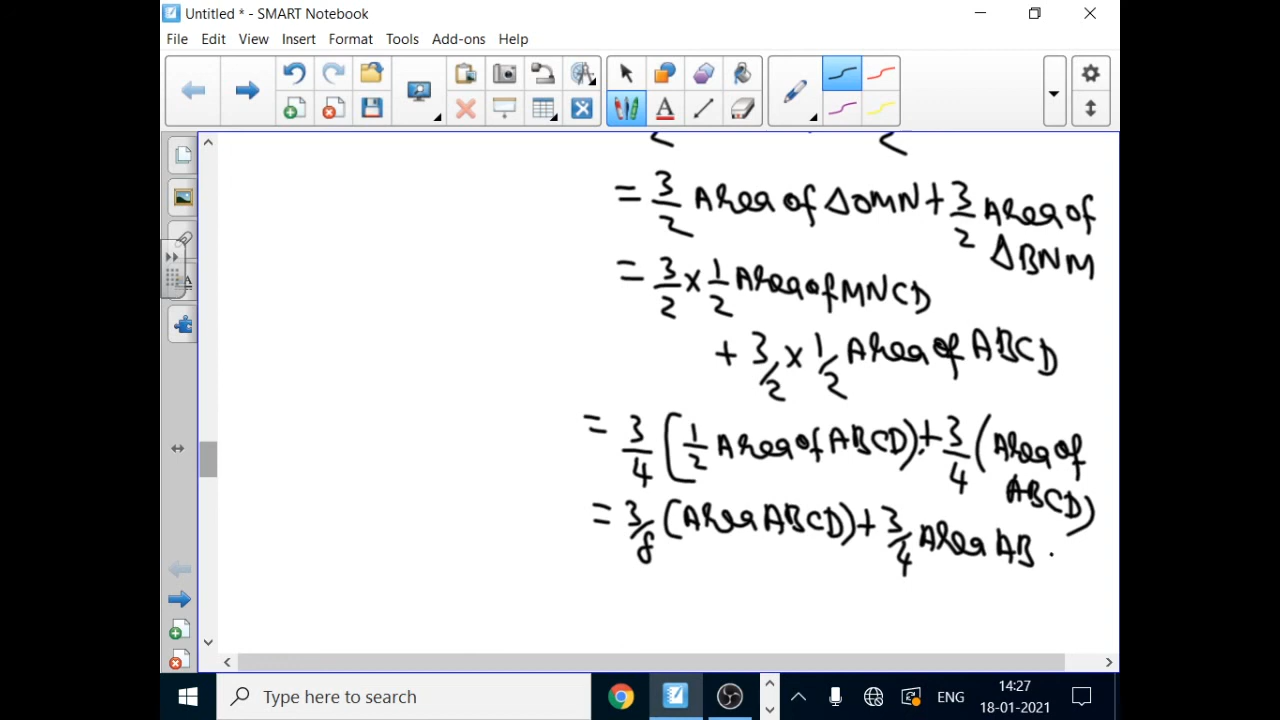 Untitled * - SMART Notebook
File Edit View Insert Format Tools Add-ons Help
= 3/2 Area of ΔOMN + 3/2 Area of
ΔBNM
= 3/2 × 1/2 Area of MNCD
+ 3/2 × 1/2 Area of ABCD
= 3/4 (1/2 Area of ABCD) + 3/4 (Area of
ABCD)
= 3/8 (Area ABCD) + 3/4 Area AB
Type here to search
ENG
14:27
18-01-2021